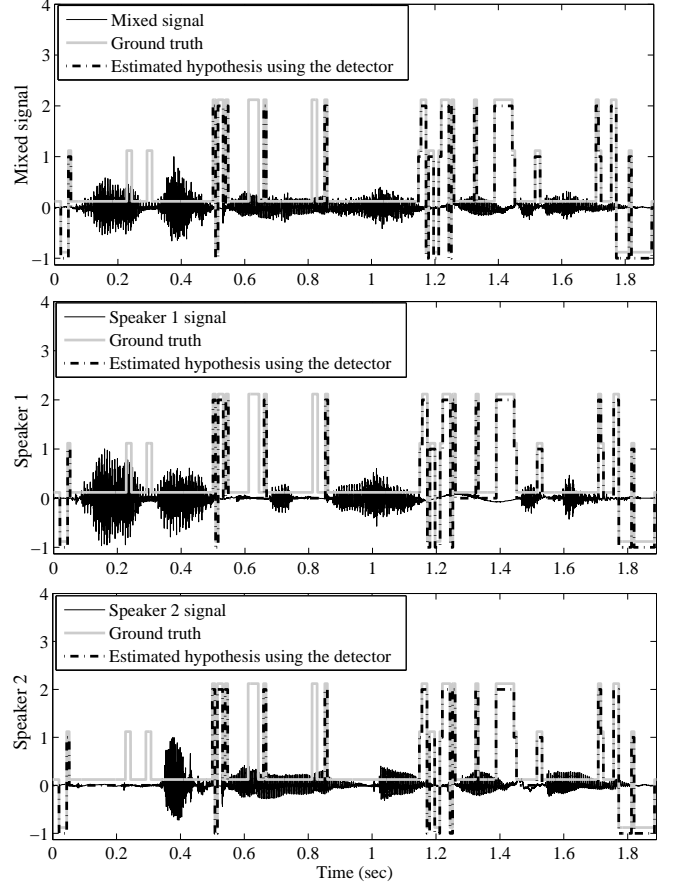 4
3
2
1
0
−1
Mixed signal
Mixed signal
Ground truth
Estimated hypothesis using the detector
0 0.2 0.4 0.6 0.8 1 1.2 1.4 1.6 1.8
4
3
2
1
0
−1
Speaker 1
Speaker 1 signal
Ground truth
Estimated hypothesis using the detector
0 0.2 0.4 0.6 0.8 1 1.2 1.4 1.6 1.8
4
3
2
1
0
−1
Speaker 2
Speaker 2 signal
Ground truth
Estimated hypothesis using the detector
0 0.2 0.4 0.6 0.8 1 1.2 1.4 1.6 1.8
Time (sec)